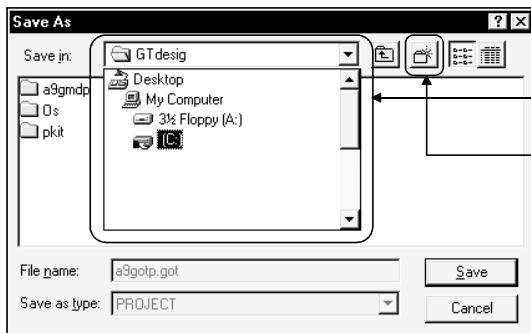 Save As
Save in: GTdesig
Desktop
My Computer
3½ Floppy (A:)
(C:)
a9gmdp
Os
pkit
File name: a9gotp.got Save
Save as type: PROJECT Cancel